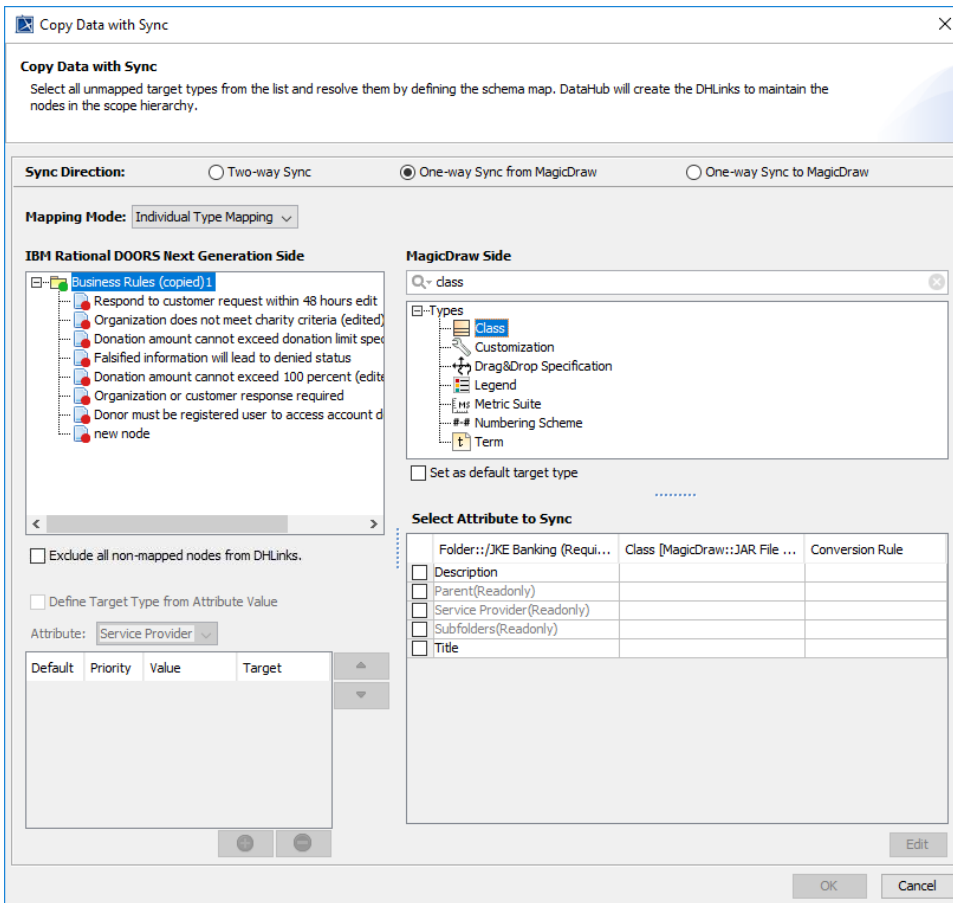 Copy Data with Sync
Copy Data with Sync
Select all unmapped target types from the list and resolve them by defining the schema map. DataHub will create the DHLinks to maintain the
nodes in the scope hierarchy.
Sync Direction: Two-way Sync One-way Sync from MagicDraw One-way Sync to MagicDraw
Mapping Mode: Individual Type Mapping
IBM Rational DOORS Next Generation Side
Business Rules (copied)1
Respond to customer request within 48 hours edit
Organization does not meet charity criteria (edited)
Donation amount cannot exceed donation limit spec
Falsified information will lead to denied status
Donation amount cannot exceed 100 percent (edite
Organization or customer response required
Donor must be registered user to access account d
new node
Exclude all non-mapped nodes from DHLinks.
Define Target Type from Attribute Value
Attribute: Service Provider
Default Priority Value Target
MagicDraw Side
class
Types
Class
Customization
Drag&Drop Specification
Legend
Metric Suite
Numbering Scheme
Term
Set as default target type
Select Attribute to Sync
Folder::/JKE Banking (Requi... Class [MagicDraw::JAR File ... Conversion Rule
Description
Parent(Readonly)
Service Provider(Readonly)
Subfolders(Readonly)
Title
Edit
OK Cancel